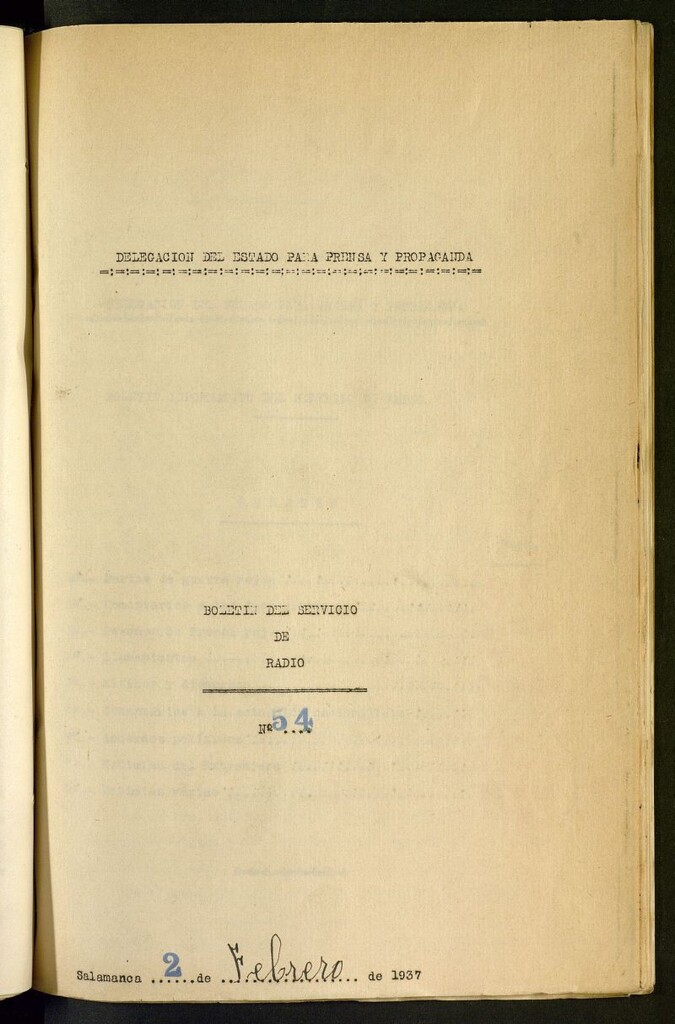 DELEGACION DEL ESTADO PARA PRENSA Y PROPAGANDA
=:=:=:=:=:=:=:=:=:=:=:=:=:=:=:=:=:=:=:=:=:=:=:=
BOLETIN DEL SERVICIO
DE
RADIO
Nº 54....
Salamanca ..2....de ..Febrero.. de 1937